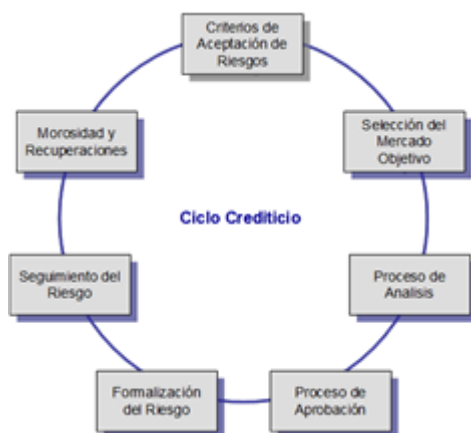 Criterios de
Aceptación de
Riesgos
Selección del
Mercado
Objetivo
Proceso de
Analisis
Proceso de
Aprobación
Formalización
del Riesgo
Seguimiento del
Riesgo
Morosidad y
Recuperaciones
Ciclo Crediticio